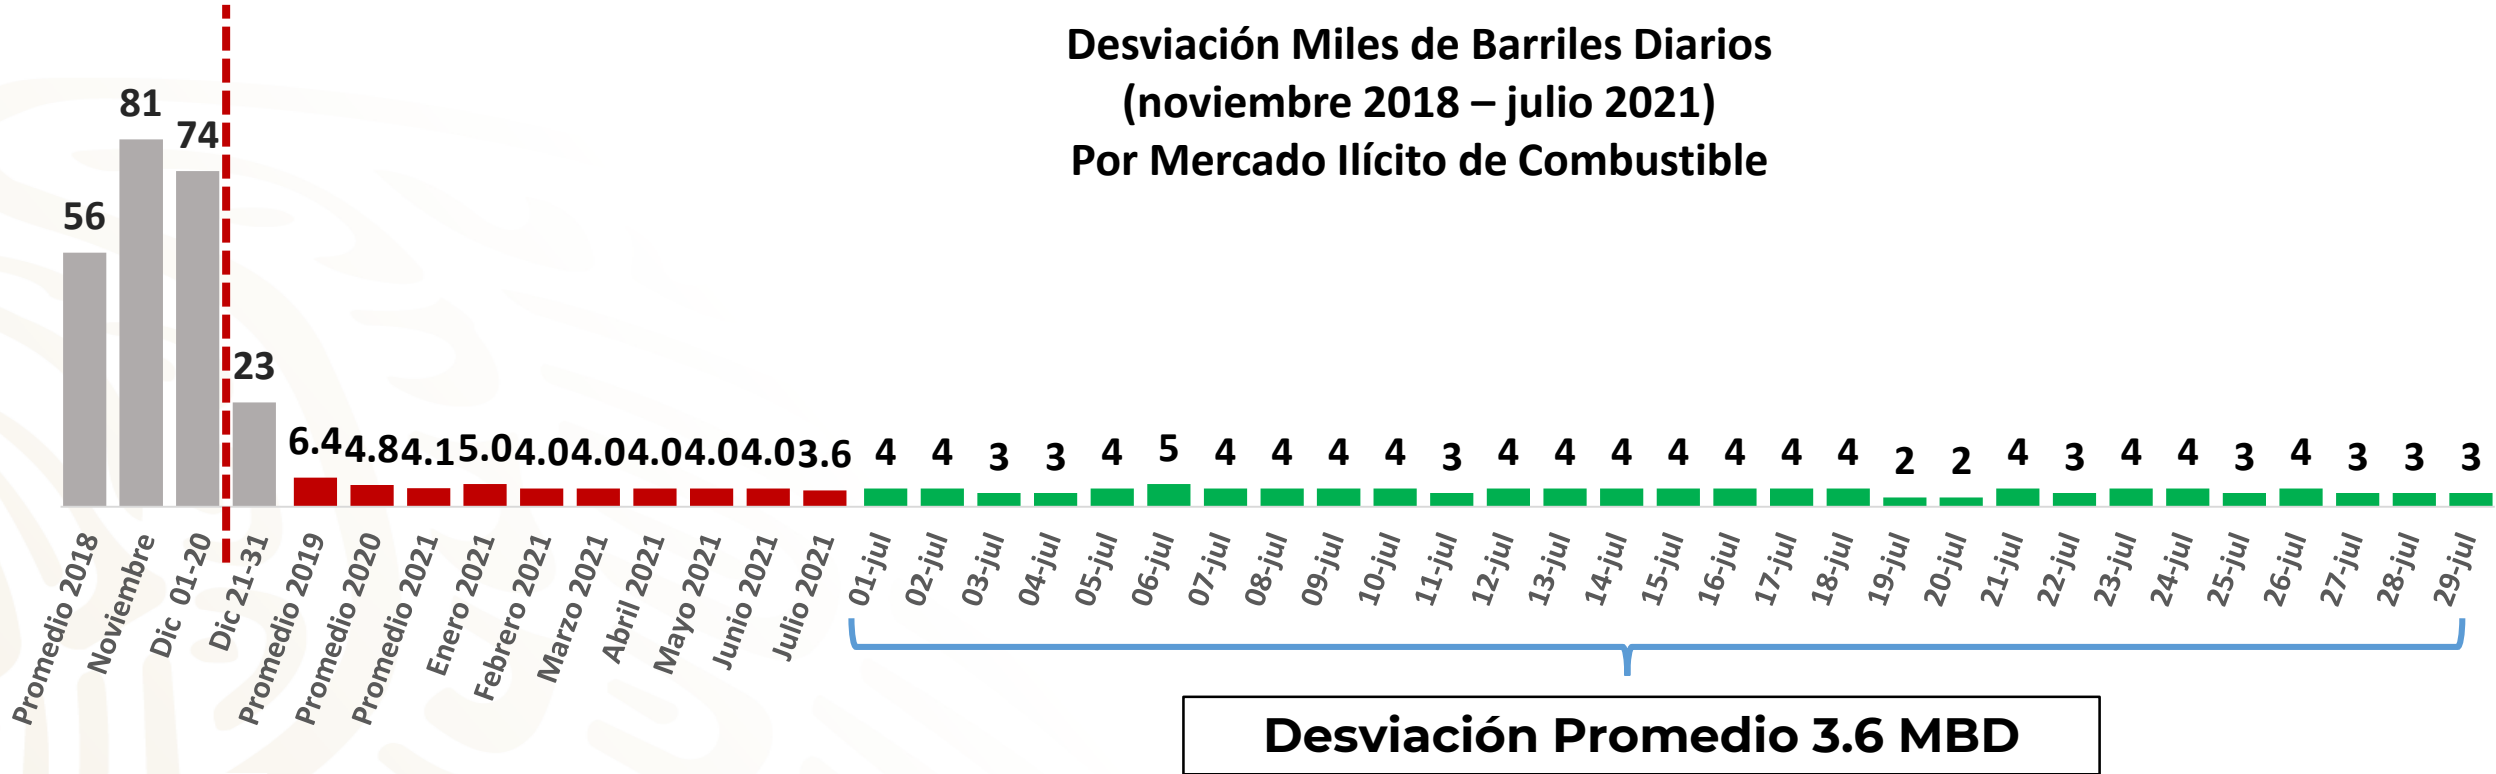 Desviación Miles de Barriles Diarios
(noviembre 2018 – julio 2021)
Por Mercado Ilícito de Combustible
56
81
74
23
6.4
4.8
4.1
5.0
4.0
4.0
4.0
4.0
4.0
3.6
4
4
3
3
4
5
4
4
4
4
3
4
4
4
4
4
4
4
2
2
4
3
4
4
3
4
3
3
3
Promedio 2018
Noviembre
Dic 01-20
Dic 21-31
Promedio 2019
Promedio 2020
Promedio 2021
Enero 2021
Febrero 2021
Marzo 2021
Abril 2021
Mayo 2021
Junio 2021
Julio 2021
01-jul
02-jul
03-jul
04-jul
05-jul
06-jul
07-jul
08-jul
09-jul
10-jul
11-jul
12-jul
13-jul
14-jul
15-jul
16-jul
17-jul
18-jul
19-jul
20-jul
21-jul
22-jul
23-jul
24-jul
25-jul
26-jul
27-jul
28-jul
29-jul
Desviación Promedio 3.6 MBD